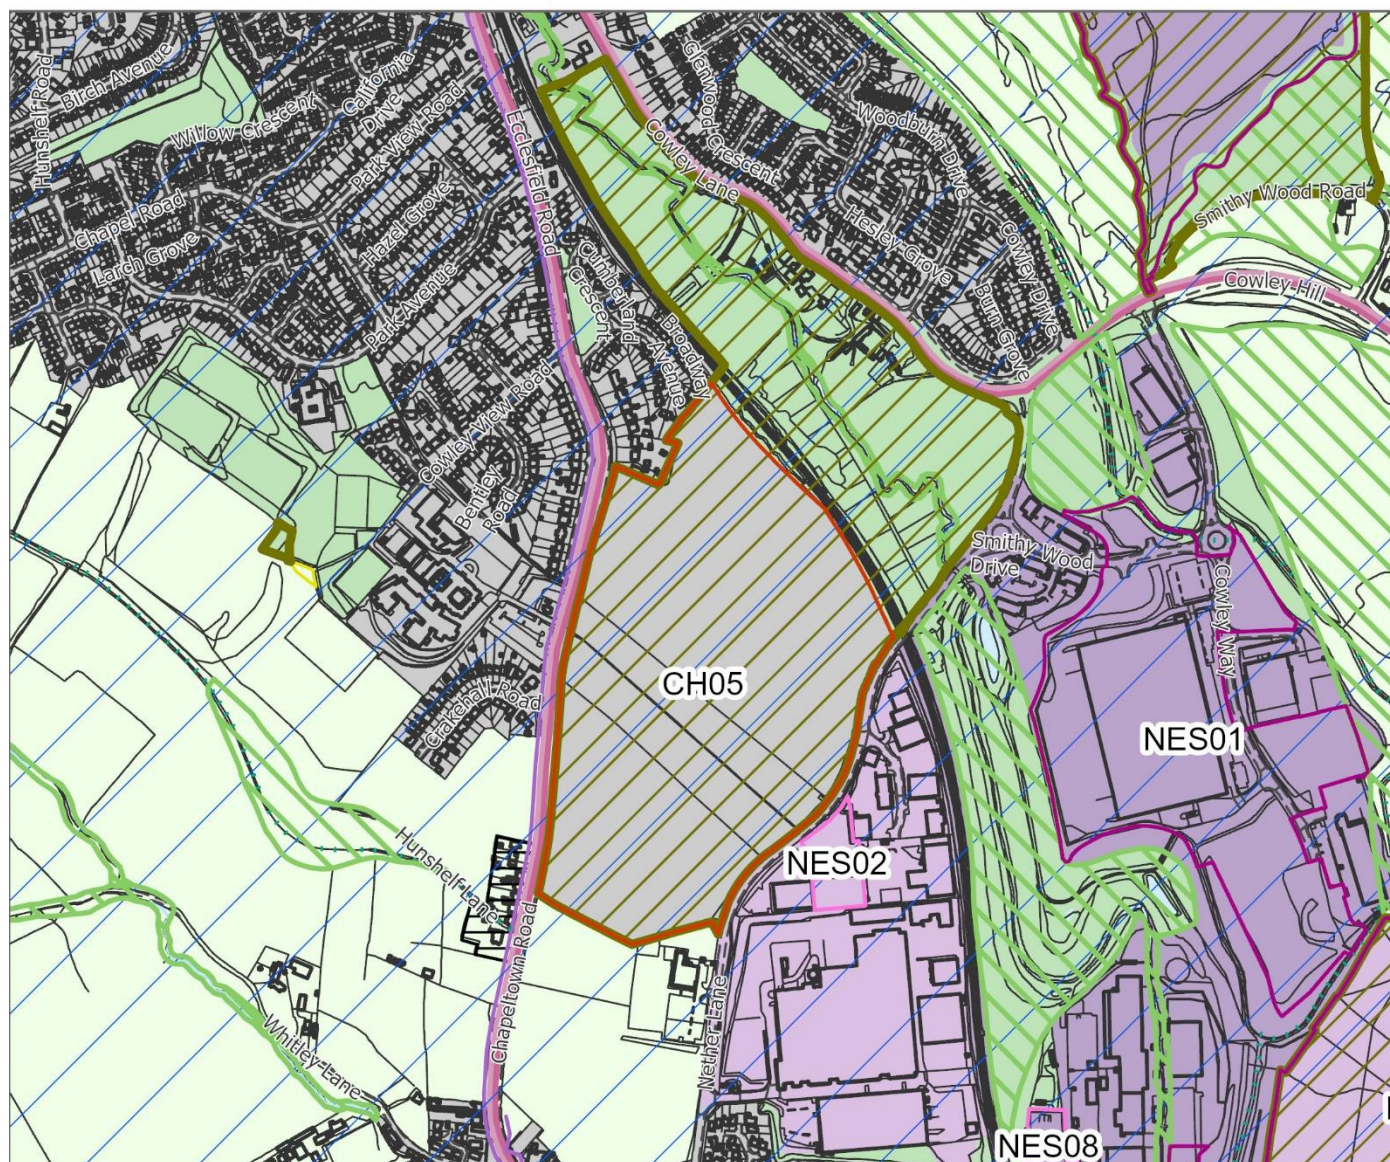 Hunshelf Road
Birch Avenue
Willow Crescent
California
Drive
Park View Road
Chapel Road
Larch Grove
Hazel Grove
Park Avenue
Ecclesfield Road
Cowley Lane
Glenwood Crescent
Woodburn Drive
Hesley Grove
Cowley Drive
Burn Grove
Smithy Wood Road
Cowley Hill
Cumberland
Crescent
Avenue
Broadway
Cowley View Road
Bentley
Road
Smithy Wood
Drive
Cowley Way
Crakehall Road
CH05
NES01
NES02
Hunshelf Lane
Chapeltown Road
Nether Lane
Whitley Lane
NES08